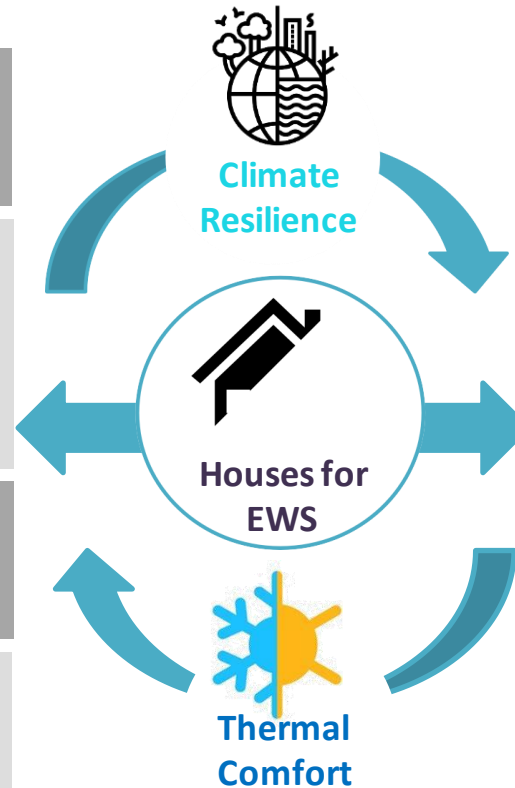 Climate
Resilience
Houses for
EWS
Thermal
Comfort